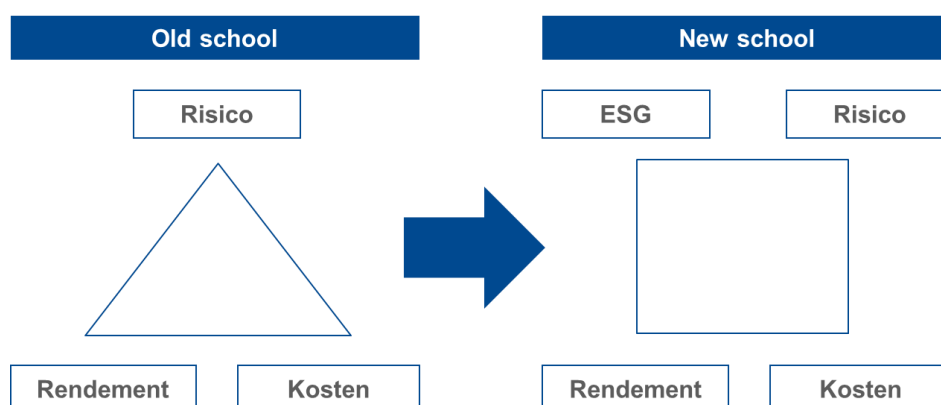 Old school
New school
Risico
ESG
Risico
Rendement
Kosten
Rendement
Kosten